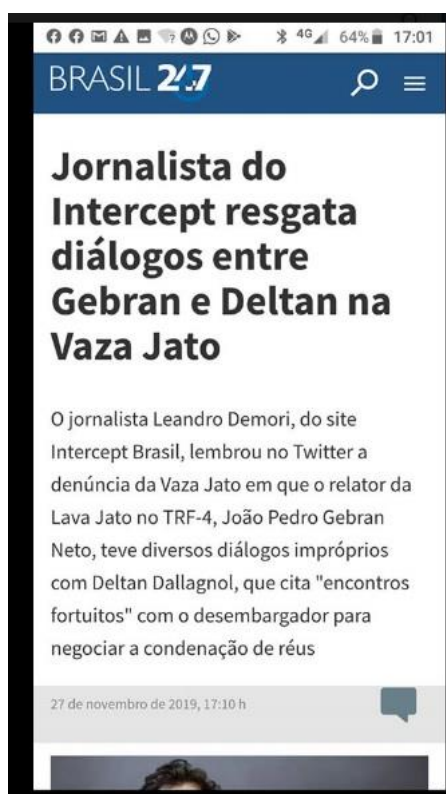 4G 64% 17:01
BRASIL 247
Jornalista do
Intercept resgata
diálogos entre
Gebran e Deltan na
Vaza Jato
O jornalista Leandro Demori, do site
Intercept Brasil, lembrou no Twitter a
denúncia da Vaza Jato em que o relator da
Lava Jato no TRF-4, João Pedro Gebran
Neto, teve diversos diálogos impróprios
com Deltan Dallagnol, que cita "encontros
fortuitos" com o desembargador para
negociar a condenação de réus
27 de novembro de 2019, 17:10 h